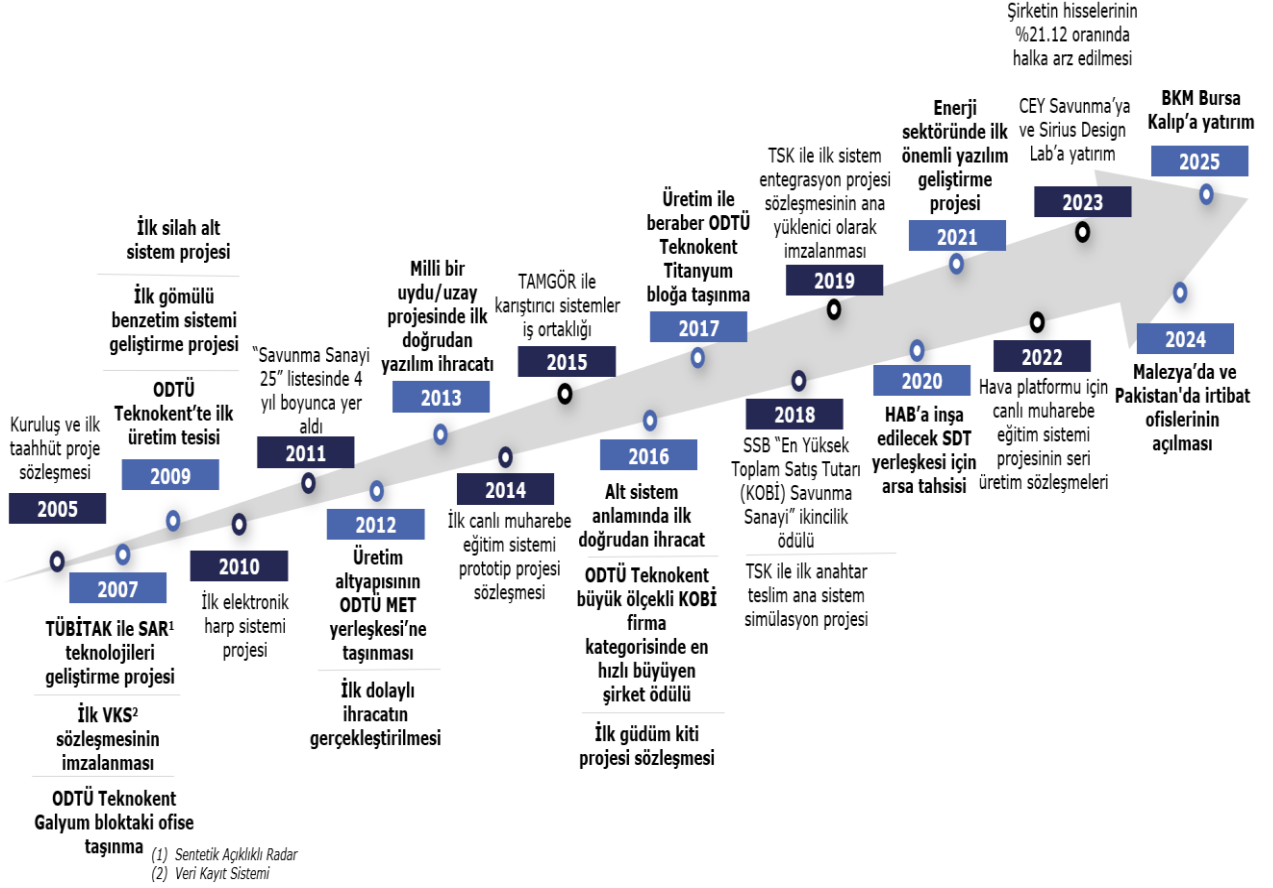 Kuruluş ve ilk
taahhüt proje
sözleşmesi
2005
2007
TÜBİTAK ile SAR¹
teknolojileri
geliştirme projesi
İlk VKS²
sözleşmesinin
imzalanması
ODTÜ Teknokent
Galyum bloktaki ofise
taşınma
İlk silah alt
sistem projesi
İlk gömülü
benzetim sistemi
geliştirme projesi
ODTÜ
Teknokent’te ilk
üretim tesisi
2009
2010
İlk elektronik
harp sistemi
projesi
“Savunma Sanayi
25” listesinde 4
yıl boyunca yer
aldı
2011
2012
Üretim
altyapısının
ODTÜ MET
yerleşkesi’ne
taşınması
İlk dolaylı
ihracatın
gerçekleştirilmesi
Milli bir
uydu/uzay
projesinde ilk
doğrudan
yazılım ihracatı
2013
2014
İlk canlı muharebe
eğitim sistemi
prototip projesi
sözleşmesi
TAMGÖR ile
karıştırıcı sistemler
iş ortaklığı
2015
2016
Alt sistem
anlamında ilk
doğrudan ihracat
ODTÜ Teknokent
büyük ölçekli KOBİ
firma
kategorisinde en
hızlı büyüyen
şirket ödülü
İlk güdüm kiti
projesi sözleşmesi
Üretim ile
beraber ODTÜ
Teknokent
Titanyum
bloğa taşınma
2017
2018
SSB “En Yüksek
Toplam Satış Tutarı
(KOBİ) Savunma
Sanayi” ikincilik
ödülü
TSK ile ilk anahtar
teslim ana sistem
simülasyon projesi
TSK ile ilk sistem
entegrasyon projesi
sözleşmesinin ana
yüklenici olarak
imzalanması
2019
2020
HAB’a inşa
edilecek SDT
yerleşkesi için
arsa tahsisi
Enerji
sektöründe ilk
önemli yazılım
geliştirme
projesi
2021
2022
Hava platformu için
canlı muharebe
eğitim sistemi
projesinin seri
üretim sözleşmeleri
Şirketin hisselerinin
%21.12 oranında
halka arz edilmesi
CEY Savunma’ya
ve Sirius Design
Lab’a yatırım
2023
2024
Malezya’da ve
Pakistan'da irtibat
ofislerinin
açılması
BKM Bursa
Kalıp’a yatırım
2025
(1) Sentetik Açıklıklı Radar
(2) Veri Kayıt Sistemi